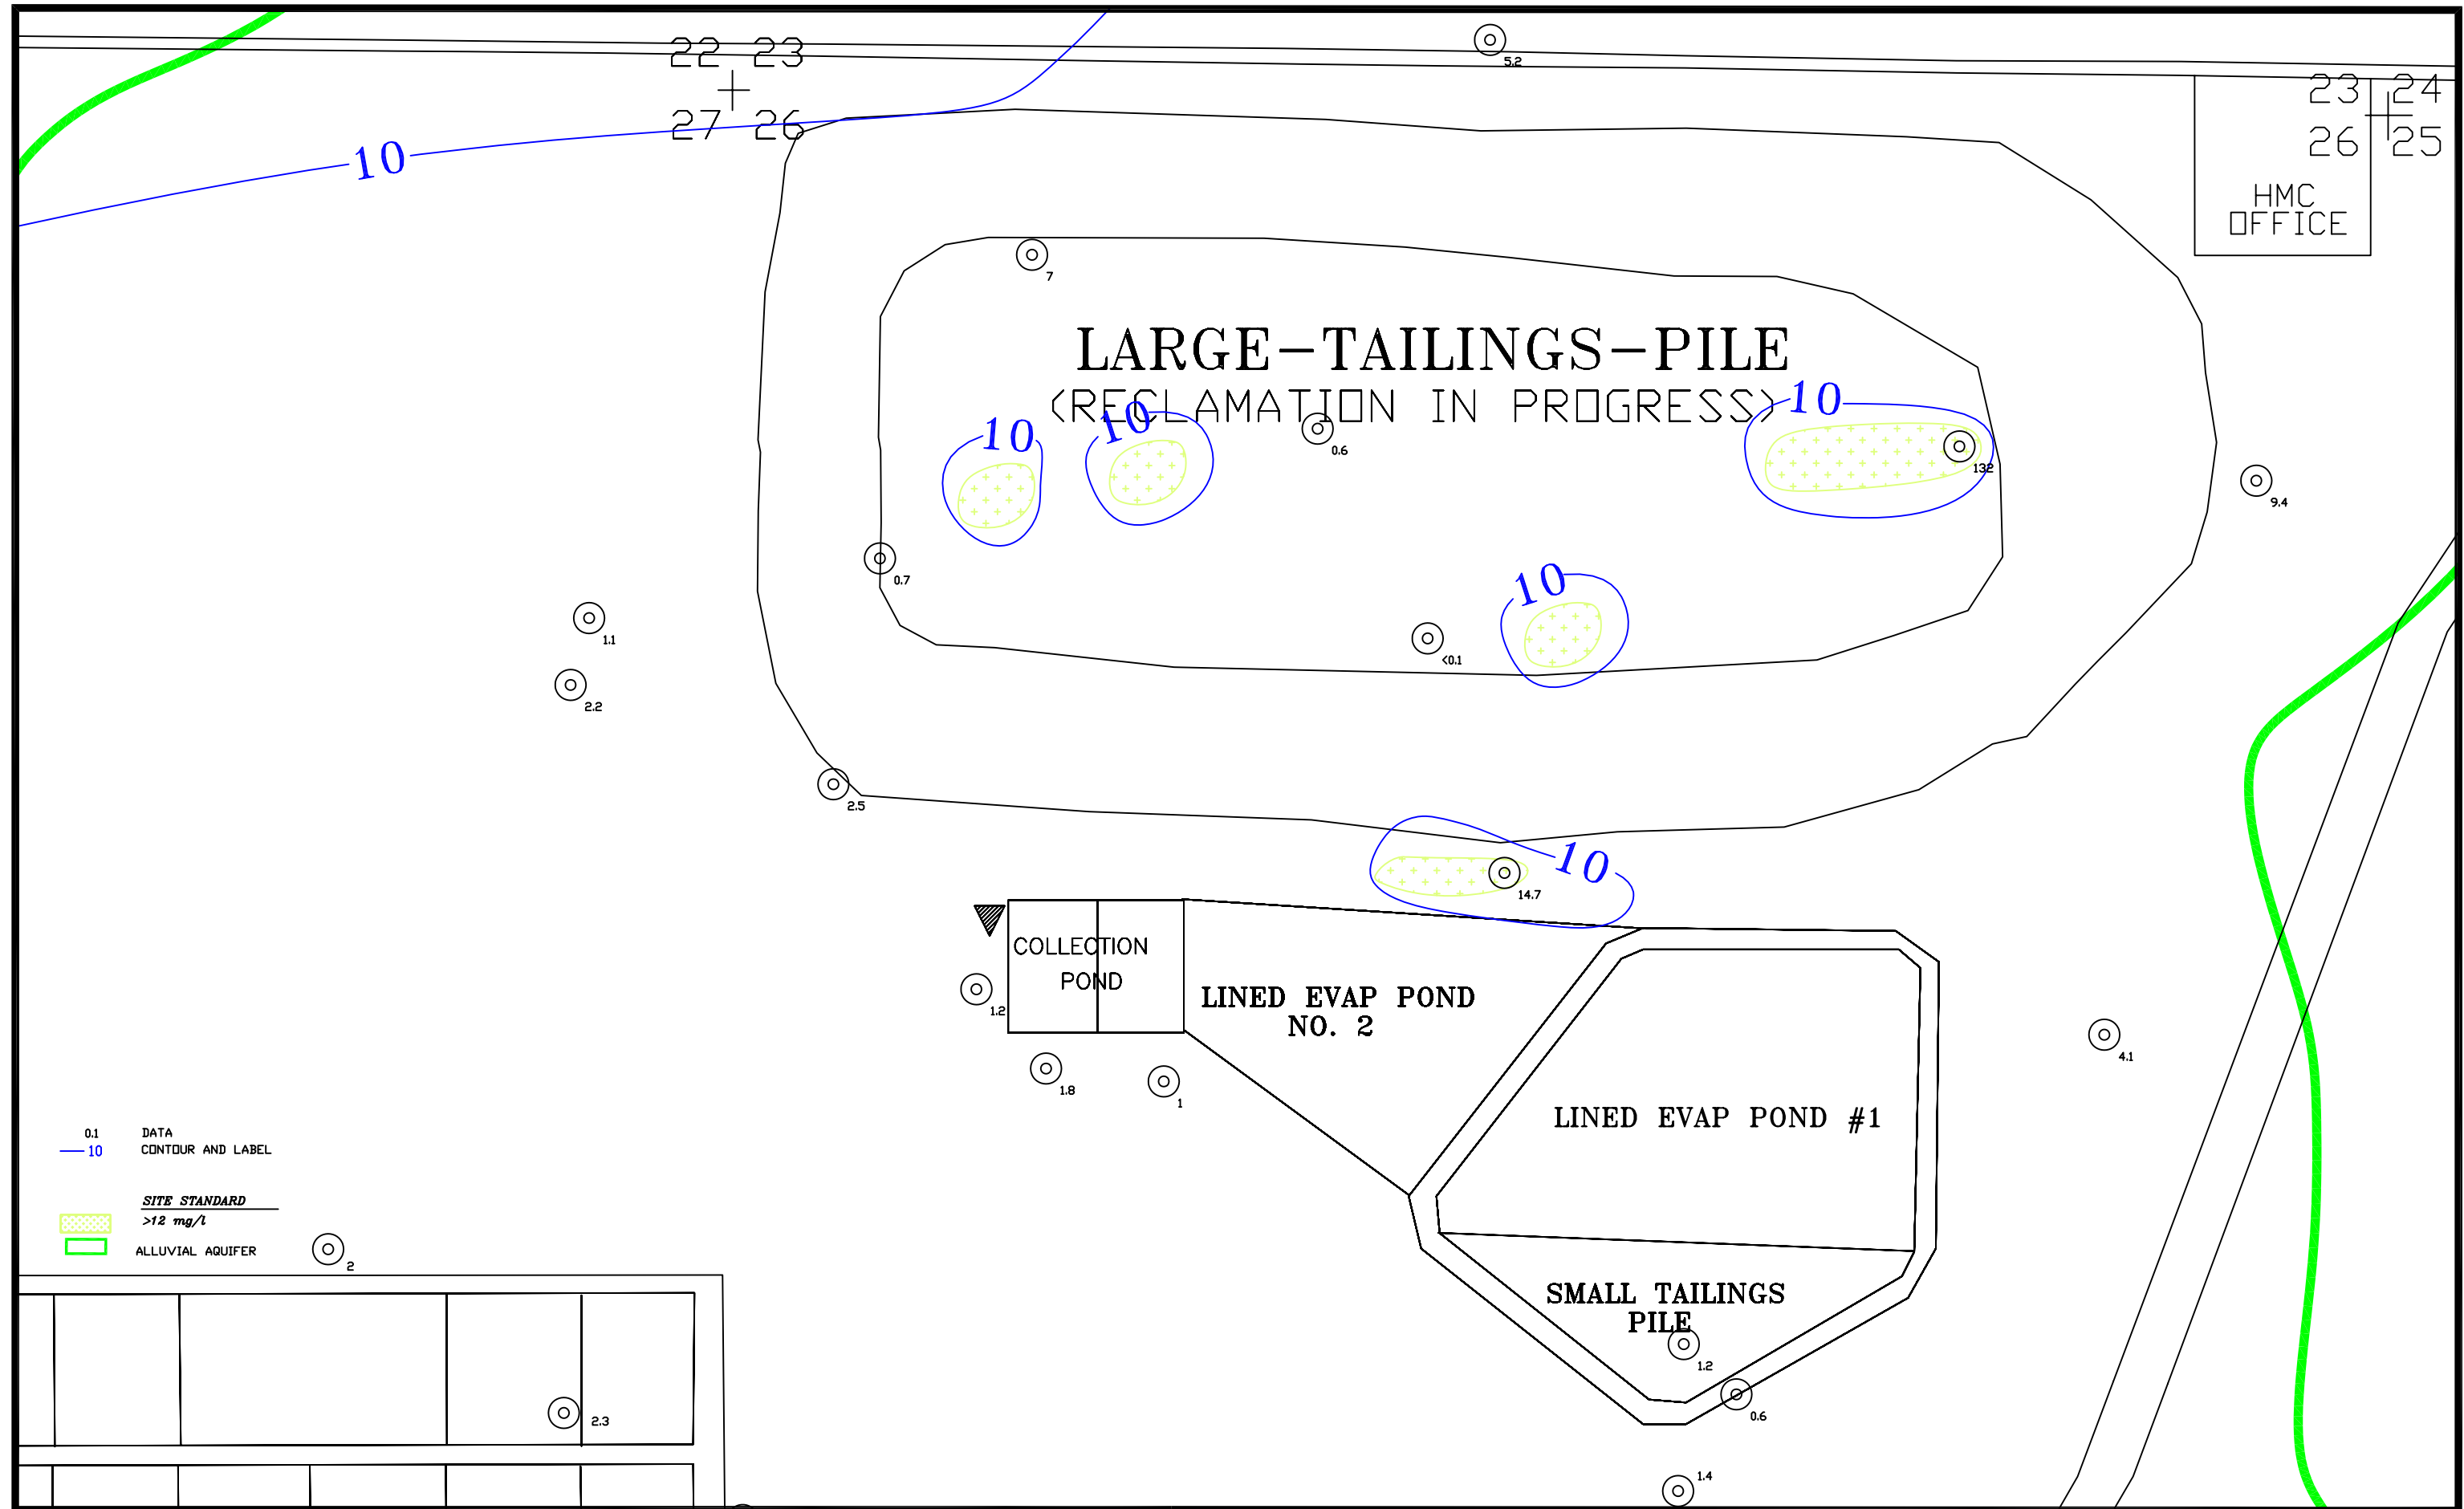 22 23
27 26
5.2
23 24
26 25
HMC
OFFICE
10
7
LARGE-TAILINGS-PILE
(RECLAMATION IN PROGRESS)
10
10
10
0.6
132
9.4
0.7
10
1.1
<0.1
2.2
2.5
10
14.7
COLLECTION
POND
1.2
LINED EVAP POND
NO. 2
4.1
1.8
1
LINED EVAP POND #1
0.1 DATA
10 CONTOUR AND LABEL
SITE STANDARD
>12 mg/l
ALLUVIAL AQUIFER
2
SMALL TAILINGS
PILE
1.2
0.6
2.3
1.4